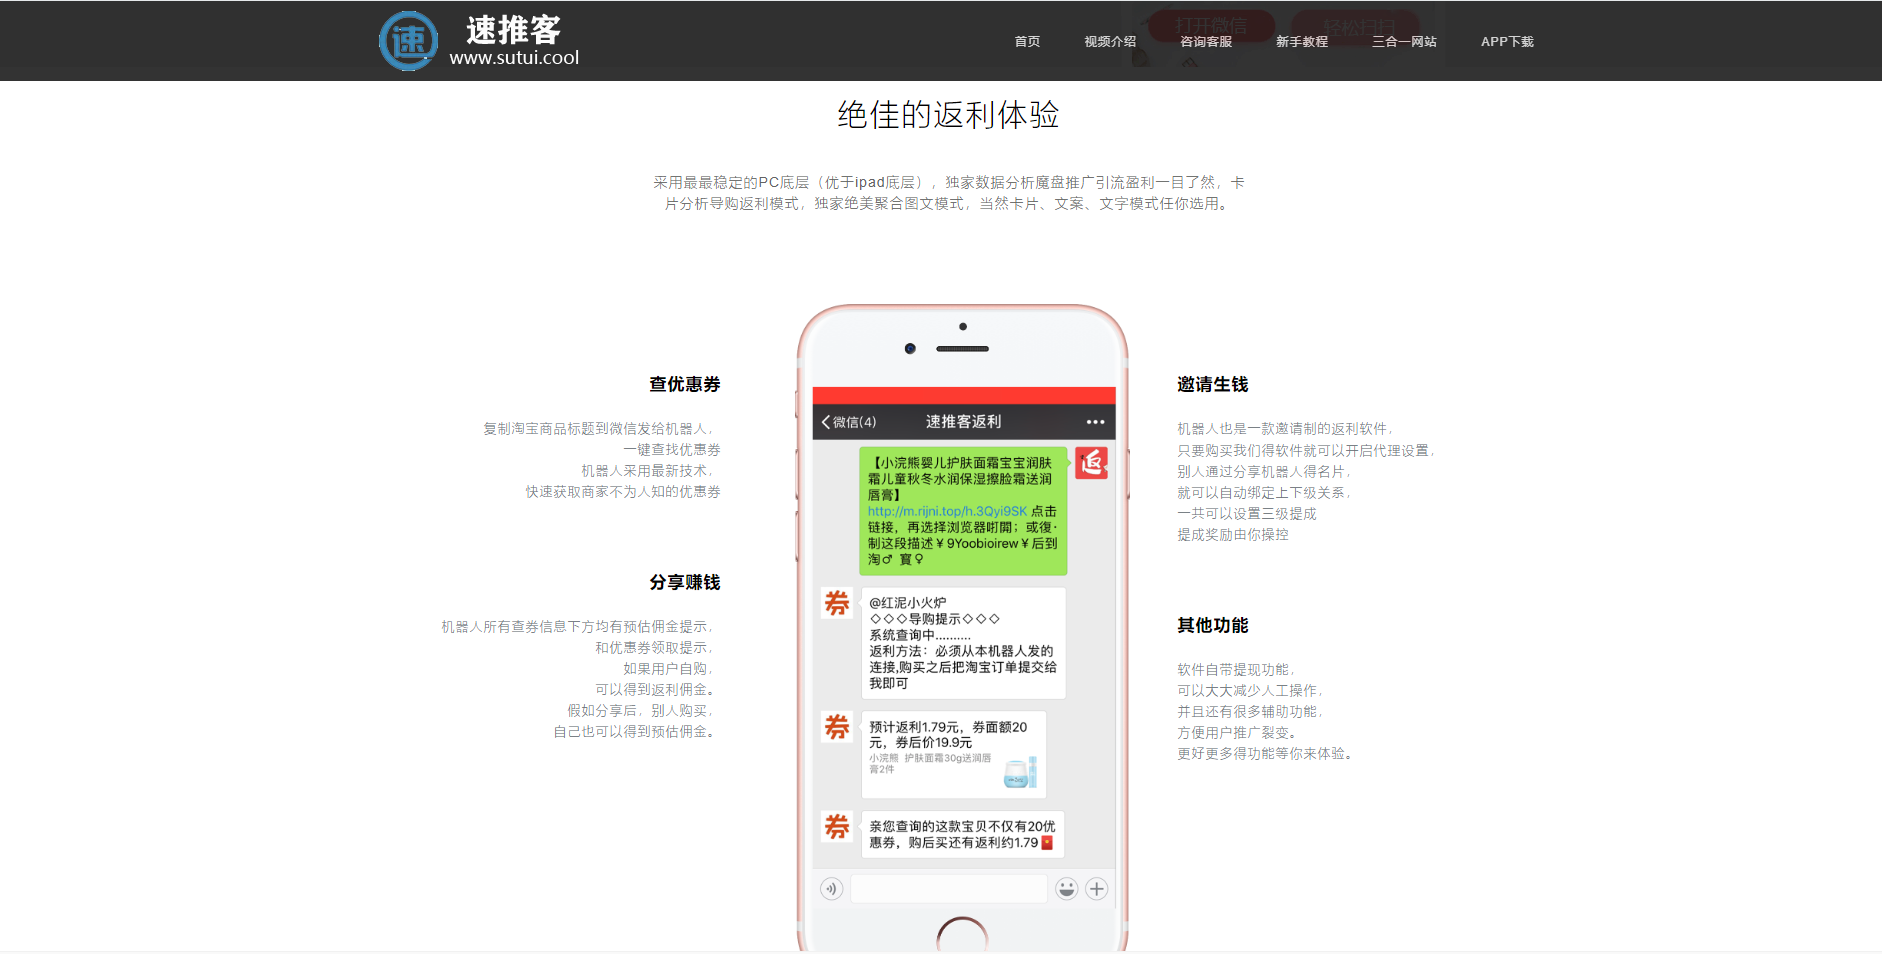 速
速推客
www.sutui.cool
打开微信
轻松扫扫
首页
视频介绍
咨询客服
新手教程
三合一网站
APP下载
绝佳的返利体验
采用最最稳定的PC底层（优于ipad底层），独家数据分析魔盘推广引流盈利一目了然，卡
片分析导购返利模式，独家绝美聚合图文模式，当然卡片、文案、文字模式任你选用。
查优惠券
复制淘宝商品标题到微信发给机器人，
一键查找优惠券
机器人采用最新技术，
快速获取商家不为人知的优惠券
分享赚钱
机器人所有查券信息下方均有预估佣金提示，
和优惠券领取提示，
如果用户自购，
可以得到返利佣金。
假如分享后，别人购买，
自己也可以得到预估佣金。
微信(4)
速推客返利
•••
【小浣熊婴儿护肤面霜宝宝润肤
霜儿童秋冬水润保湿擦脸霜送润
唇膏】
http://m.rijni.top/h.3Qyi9SK 点击
链接，再选择浏览器咑閞；或復·
制这段描述￥9Yoobioirew￥后到
淘♂ 寳♀
返
券
@红泥小火炉
◇◇◇导购提示◇◇◇
系统查询中..........
返利方法：必须从本机器人发的
连接,购买之后把淘宝订单提交给
我即可
券
预计返利1.79元，券面额20
元，券后价19.9元
小浣熊 护肤面霜30g送润唇
膏2件
券
亲您查询的这款宝贝不仅有20优
惠券，购后买还有返利约1.79
邀请生钱
机器人也是一款邀请制的返利软件，
只要购买我们得软件就可以开启代理设置，
别人通过分享机器人得名片，
就可以自动绑定上下级关系，
一共可以设置三级提成
提成奖励由你操控
其他功能
软件自带提现功能，
可以大大减少人工操作，
并且还有很多辅助功能，
方便用户推广裂变。
更好更多得功能等你来体验。